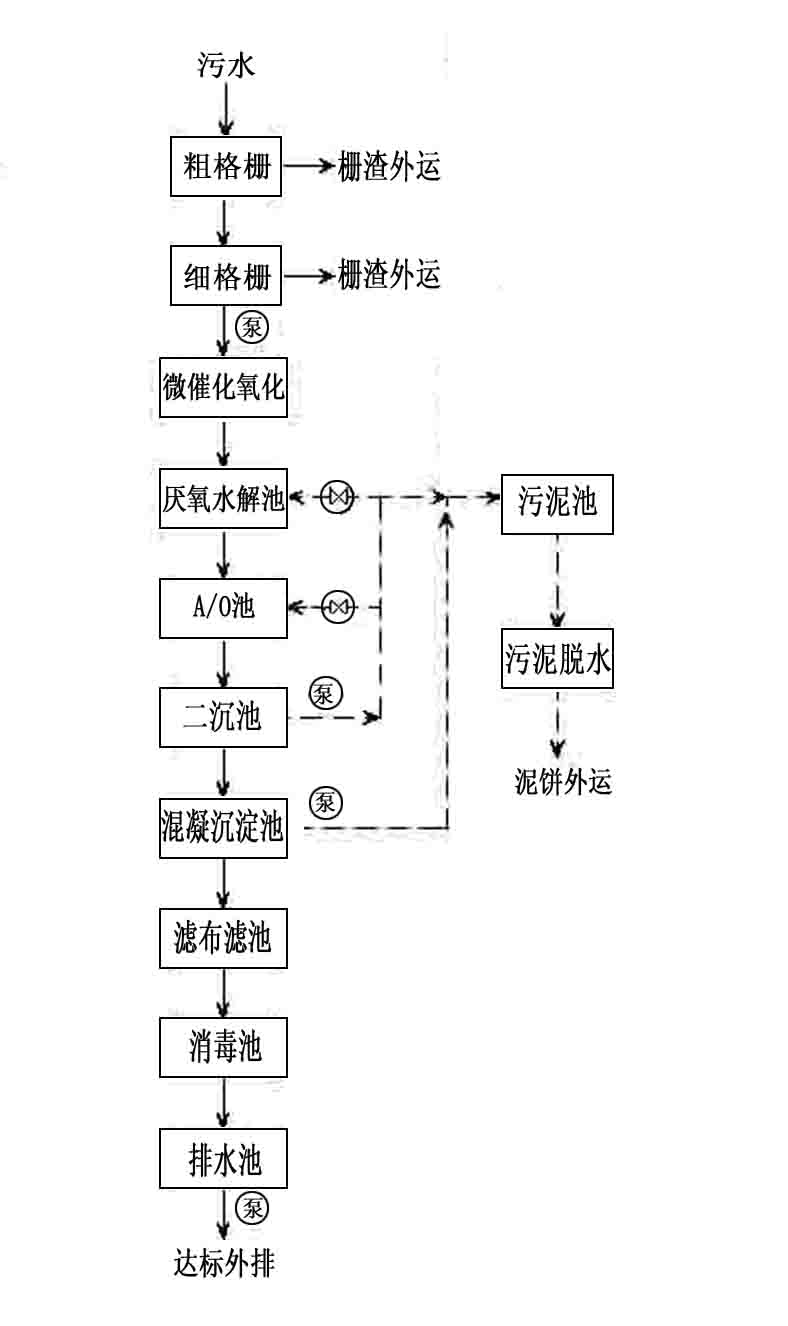 污水
粗格栅
栅渣外运
细格栅
栅渣外运
泵
微催化氧化
厌氧水解池
污泥池
A/O池
污泥脱水
二沉池
泵
泥饼外运
混凝沉淀池
泵
滤布滤池
消毒池
排水池
泵
达标外排